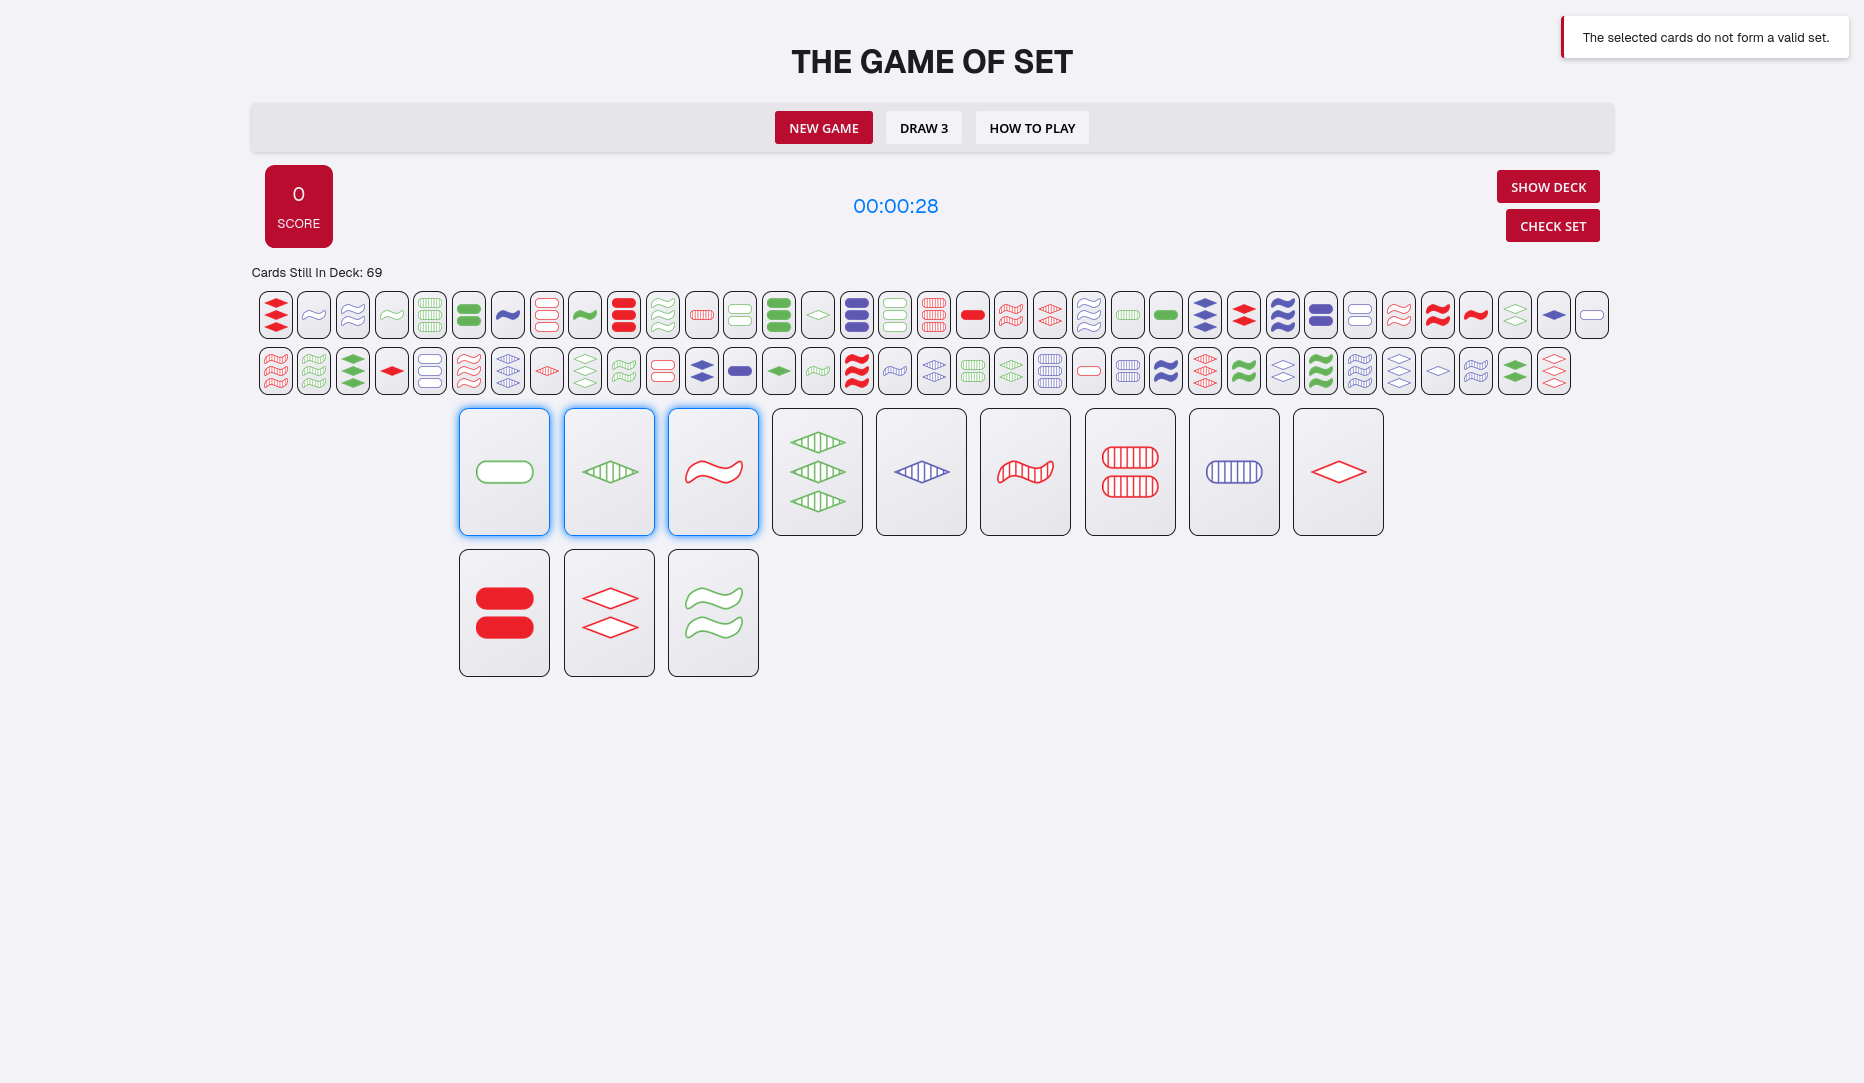 The selected cards do not form a valid set.
THE GAME OF SET
NEW GAME
DRAW 3
HOW TO PLAY
0
SCORE
00:00:28
SHOW DECK
CHECK SET
Cards Still In Deck: 69